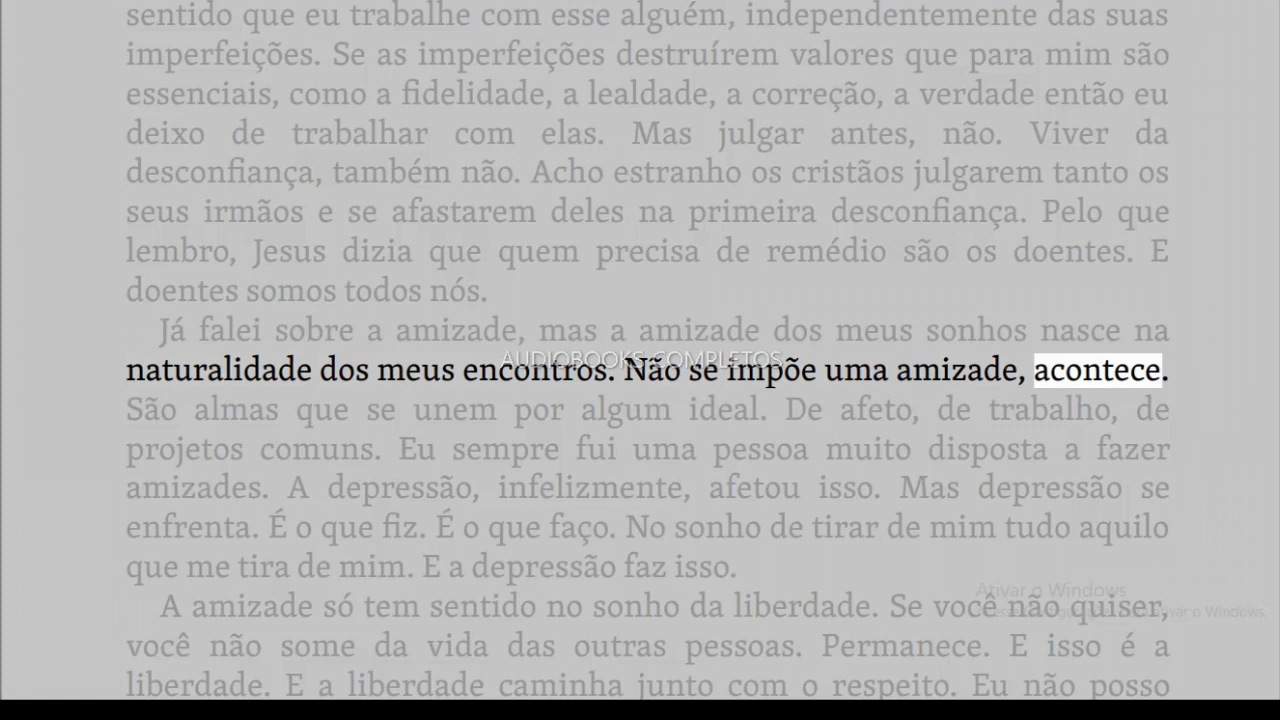 sentido que eu trabalhe com esse alguém, independentemente das suas
imperfeições. Se as imperfeições destruírem valores que para mim são
essenciais, como a fidelidade, a lealdade, a correção, a verdade então eu
deixo de trabalhar com elas. Mas julgar antes, não. Viver da
desconfiança, também não. Acho estranho os cristãos julgarem tanto os
seus irmãos e se afastarem deles na primeira desconfiança. Pelo que
lembro, Jesus dizia que quem precisa de remédio são os doentes. E
doentes somos todos nós.
Já falei sobre a amizade, mas a amizade dos meus sonhos nasce na
AUDIOBOOKS COMPLETOS
naturalidade dos meus encontros. Não se impõe uma amizade, acontece.
São almas que se unem por algum ideal. De afeto, de trabalho, de
projetos comuns. Eu sempre fui uma pessoa muito disposta a fazer
amizades. A depressão, infelizmente, afetou isso. Mas depressão se
enfrenta. É o que fiz. É o que faço. No sonho de tirar de mim tudo aquilo
que me tira de mim. E a depressão faz isso.
Ativar o Windows
A amizade só tem sentido no sonho da liberdade. Se você não quiser,
ativar o Windows.
você não some da vida das outras pessoas. Permanece. E isso é a
liberdade. E a liberdade caminha junto com o respeito. Eu não posso